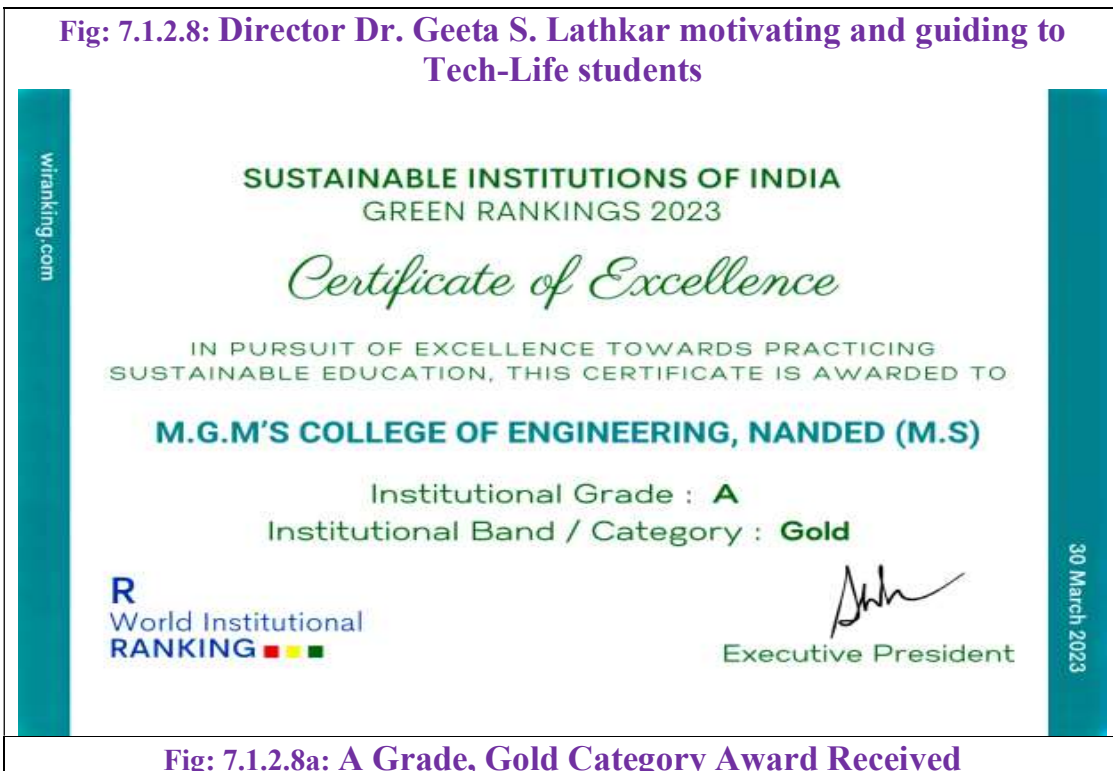 Fig: 7.1.2.8: Director Dr. Geeta S. Lathkar motivating and guiding to
Tech-Life students
wiranking.com
SUSTAINABLE INSTITUTIONS OF INDIA
GREEN RANKINGS 2023
Certificate of Excellence
IN PURSUIT OF EXCELLENCE TOWARDS PRACTICING
SUSTAINABLE EDUCATION, THIS CERTIFICATE IS AWARDED TO
M.G.M'S COLLEGE OF ENGINEERING, NANDED (M.S)
Institutional Grade : A
Institutional Band / Category : Gold
R
World Institutional
RANKING
Executive President
30 March 2023
Fig: 7.1.2.8a: A Grade, Gold Category Award Received